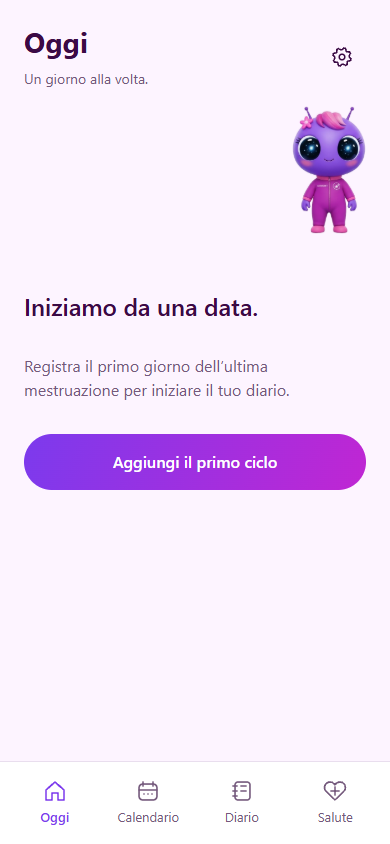 Oggi
Un giorno alla volta.
Iniziamo da una data.
Registra il primo giorno dell’ultima
mestruazione per iniziare il tuo diario.
Aggiungi il primo ciclo
Oggi
Calendario
Diario
Salute